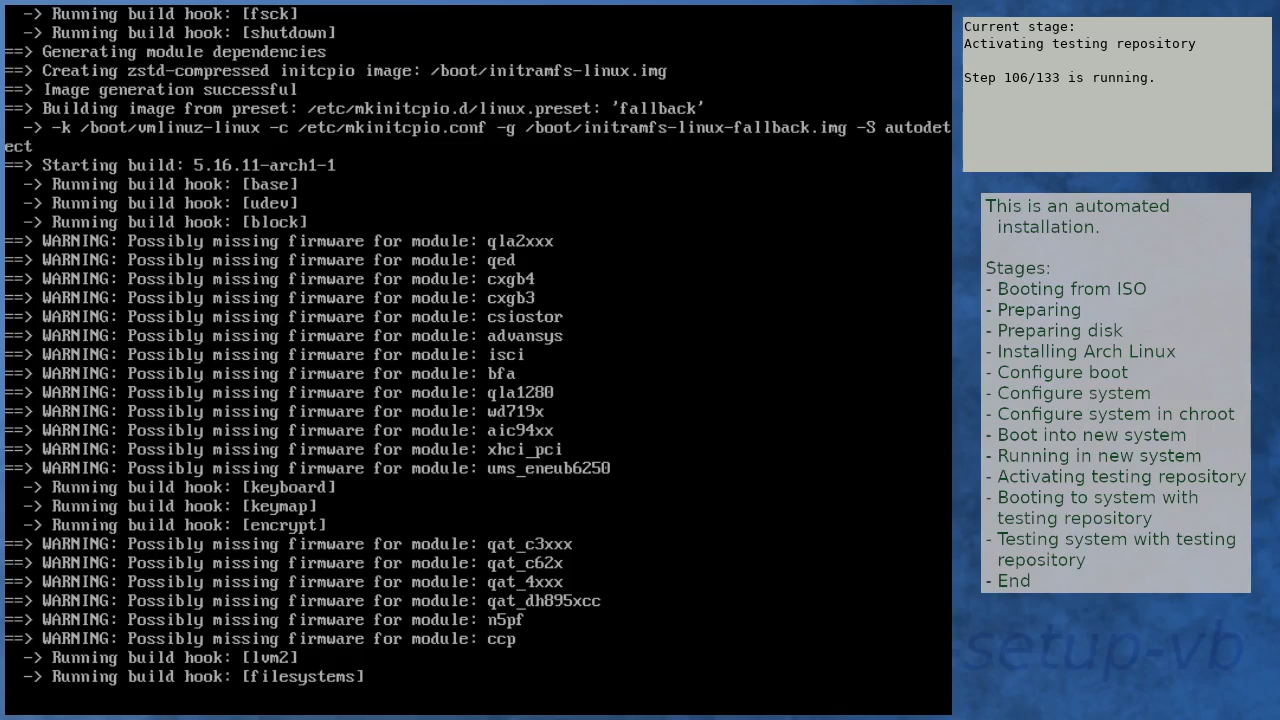 -> Running build hook: [fsck]
-> Running build hook: [shutdown]
==> Generating module dependencies
==> Creating zstd-compressed initcpio image: /boot/initramfs-linux.img
==> Image generation successful
==> Building image from preset: /etc/mkinitcpio.d/linux.preset: 'fallback'
-> -k /boot/vmlinuz-linux -c /etc/mkinitcpio.conf -g /boot/initramfs-linux-fallback.img -S autodet
ect
==> Starting build: 5.16.11-arch1-1
-> Running build hook: [base]
-> Running build hook: [udev]
-> Running build hook: [block]
==> WARNING: Possibly missing firmware for module: qla2xxx
==> WARNING: Possibly missing firmware for module: qed
==> WARNING: Possibly missing firmware for module: cxgb4
==> WARNING: Possibly missing firmware for module: cxgb3
==> WARNING: Possibly missing firmware for module: csiostor
==> WARNING: Possibly missing firmware for module: advansys
==> WARNING: Possibly missing firmware for module: isci
==> WARNING: Possibly missing firmware for module: bfa
==> WARNING: Possibly missing firmware for module: qla1280
==> WARNING: Possibly missing firmware for module: wd719x
==> WARNING: Possibly missing firmware for module: aic94xx
==> WARNING: Possibly missing firmware for module: xhci_pci
==> WARNING: Possibly missing firmware for module: ums_eneub6250
-> Running build hook: [keyboard]
-> Running build hook: [keymap]
-> Running build hook: [encrypt]
==> WARNING: Possibly missing firmware for module: qat_c3xxx
==> WARNING: Possibly missing firmware for module: qat_c62x
==> WARNING: Possibly missing firmware for module: qat_4xxx
==> WARNING: Possibly missing firmware for module: qat_dh895xcc
==> WARNING: Possibly missing firmware for module: n5pf
==> WARNING: Possibly missing firmware for module: ccp
-> Running build hook: [lvm2]
-> Running build hook: [filesystems]
Current stage:
Activating testing repository
Step 106/133 is running.
This is an automated
installation.
Stages:
- Booting from ISO
- Preparing
- Preparing disk
- Installing Arch Linux
- Configure boot
- Configure system
- Configure system in chroot
- Boot into new system
- Running in new system
- Activating testing repository
- Booting to system with
testing repository
- Testing system with testing
repository
- End
-setup-vb